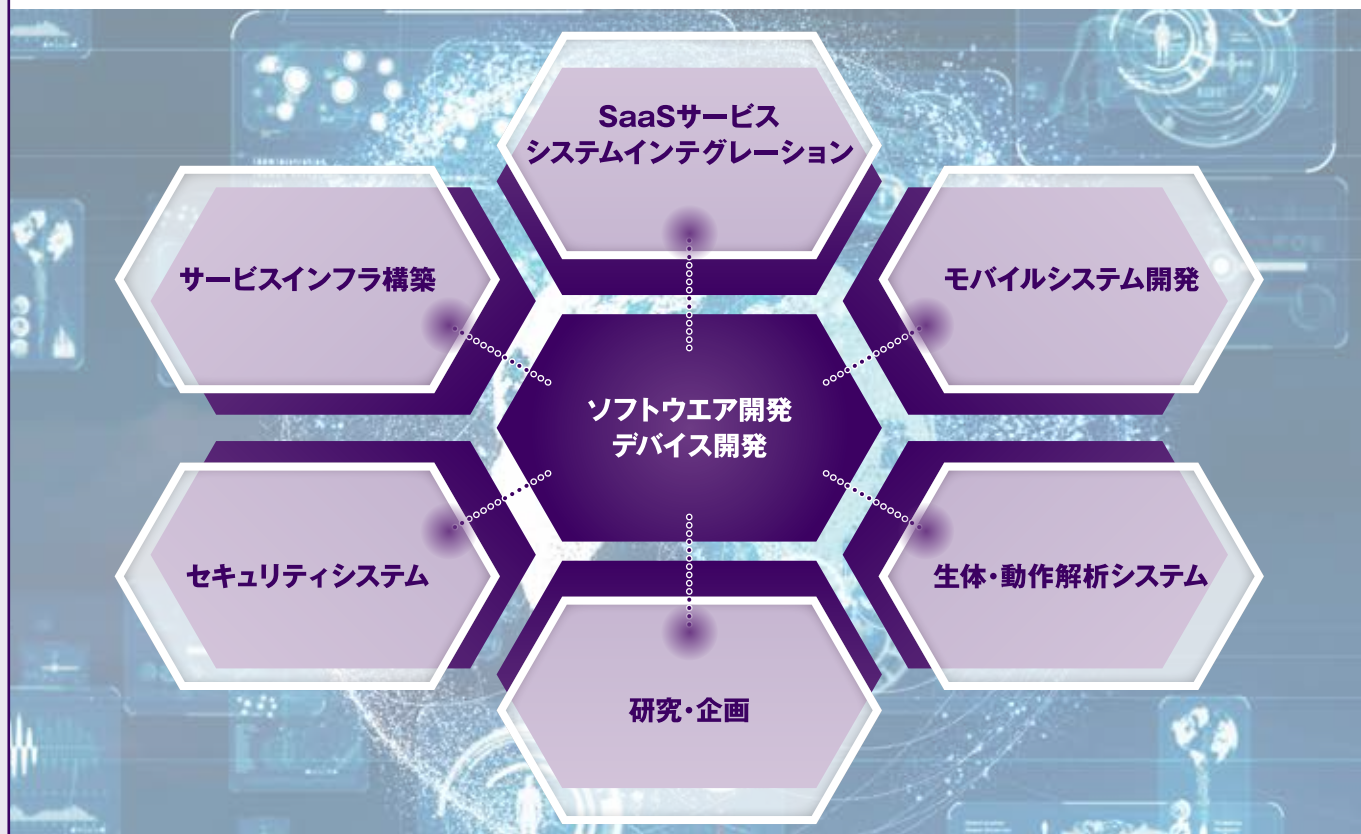 SaaSサービス
システムインテグレーション
サービスインフラ構築
モバイルシステム開発
ソフトウエア開発
デバイス開発
セキュリティシステム
生体・動作解析システム
研究・企画